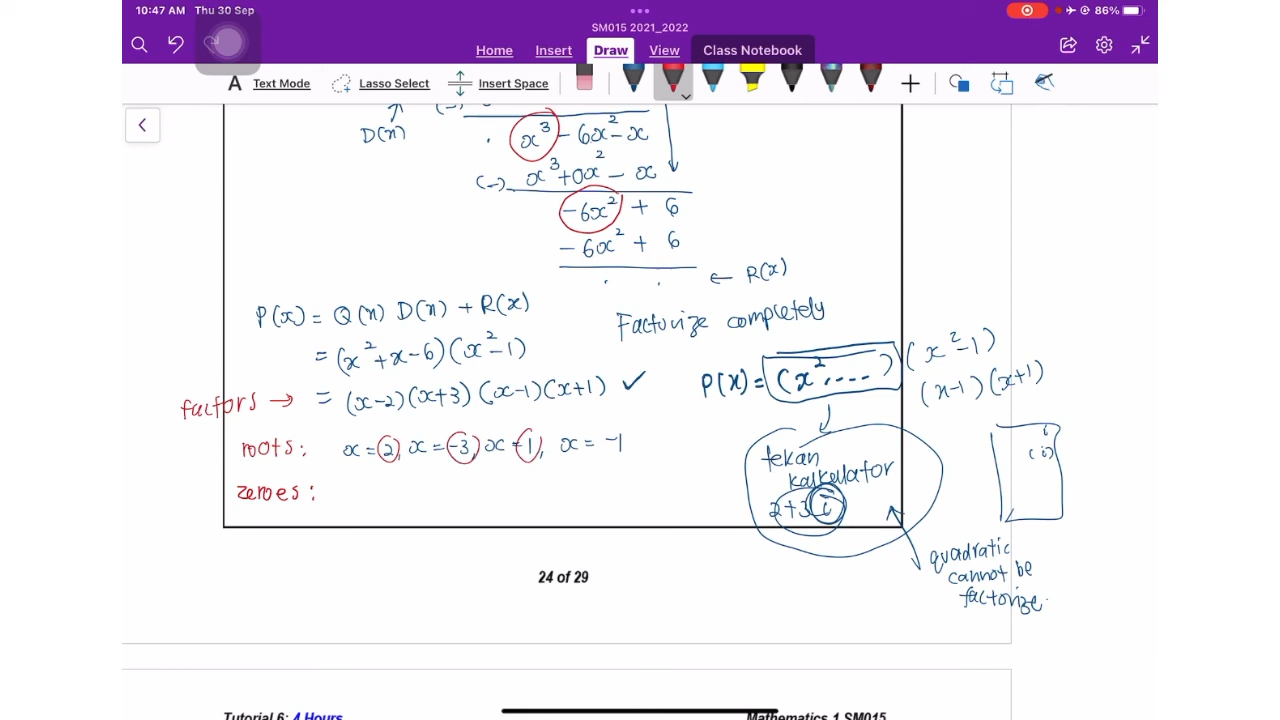 10:47 AM Thu 30 Sep
86%
SM015 2021_2022
Home Insert Draw View Class Notebook
A Text Mode Lasso Select Insert Space
D(x)
(-)
x³ - 6x² - x
x³ + 0x² - x
(-)
-6x² + 6
-6x² + 6
← R(x)
P(x) = Q(x) D(x) + R(x)
= (x² + x - 6)(x² - 1)
factors → = (x-2)(x+3)(x-1)(x+1) ✓
roots: x = 2, x = -3, x = 1, x = -1
zeroes:
Factorize completely
P(x) = (x², ....) (x² - 1)
(x-1)(x+1)
tekan
kalkulator
2+3i
i
(i)
quadratic
cannot be
factorize.
24 of 29
Tutorial 6: 4 Hours
Mathematics 1 SM015